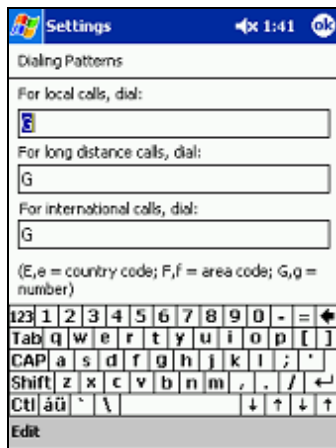 Settings 1:41 ok
Dialing Patterns
For local calls, dial:
G
For long distance calls, dial:
G
For international calls, dial:
G
(E,e = country code; F,f = area code; G,g =
number)
123 1 2 3 4 5 6 7 8 9 0 - =
Tab q w e r t y u i o p [ ]
CAP a s d f g h j k l ; '
Shift z x c v b n m , . /
Ctl áü ` \
Edit